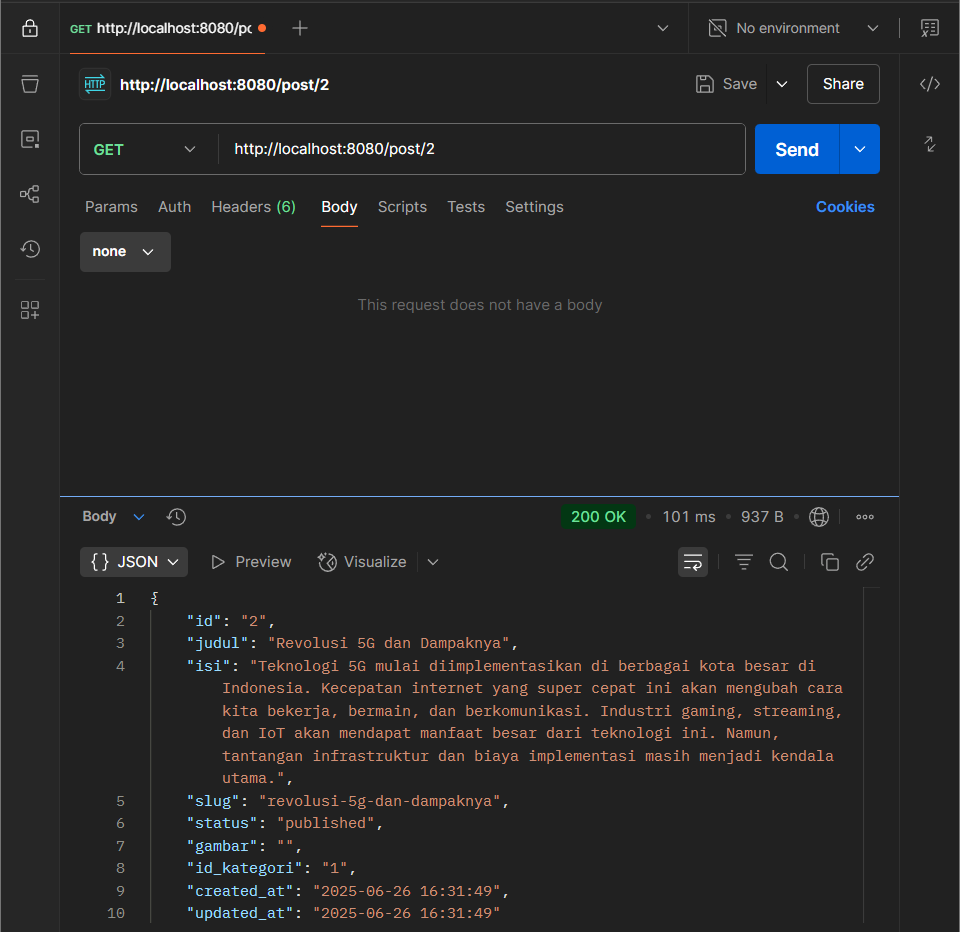 GET http://localhost:8080/pc
No environment
HTTP http://localhost:8080/post/2
Save
Share
GET
http://localhost:8080/post/2
Send
Params Auth Headers (6) Body Scripts Tests Settings Cookies
none
This request does not have a body
Body
200 OK • 101 ms • 937 B •
{} JSON
Preview
Visualize
1 {
2 "id": "2",
3 "judul": "Revolusi 5G dan Dampaknya",
4 "isi": "Teknologi 5G mulai diimplementasikan di berbagai kota besar di
Indonesia. Kecepatan internet yang super cepat ini akan mengubah cara
kita bekerja, bermain, dan berkomunikasi. Industri gaming, streaming,
dan IoT akan mendapat manfaat besar dari teknologi ini. Namun,
tantangan infrastruktur dan biaya implementasi masih menjadi kendala
utama.",
5 "slug": "revolusi-5g-dan-dampaknya",
6 "status": "published",
7 "gambar": "",
8 "id_kategori": "1",
9 "created_at": "2025-06-26 16:31:49",
10 "updated_at": "2025-06-26 16:31:49"